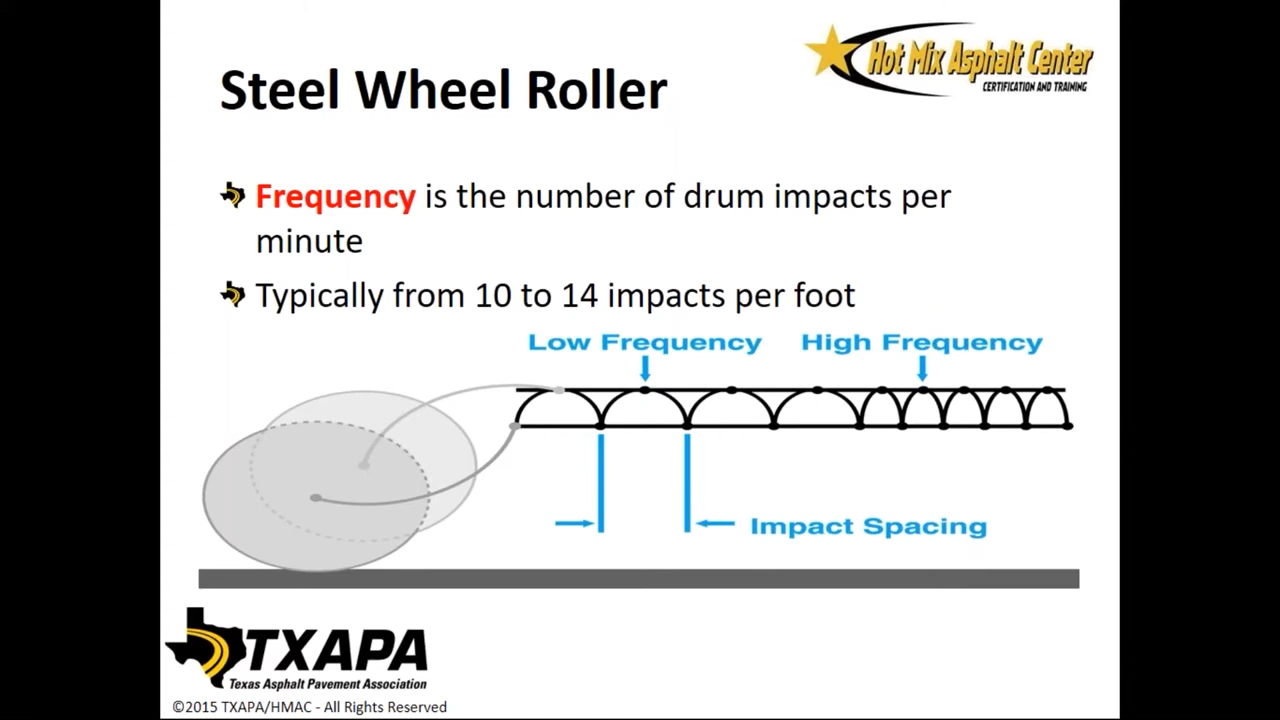 Hot Mix Asphalt Center
CERTIFICATION AND TRAINING
Steel Wheel Roller
Frequency is the number of drum impacts per
minute
Typically from 10 to 14 impacts per foot
Low Frequency
High Frequency
Impact Spacing
TXAPA
Texas Asphalt Pavement Association
©2015 TXAPA/HMAC - All Rights Reserved